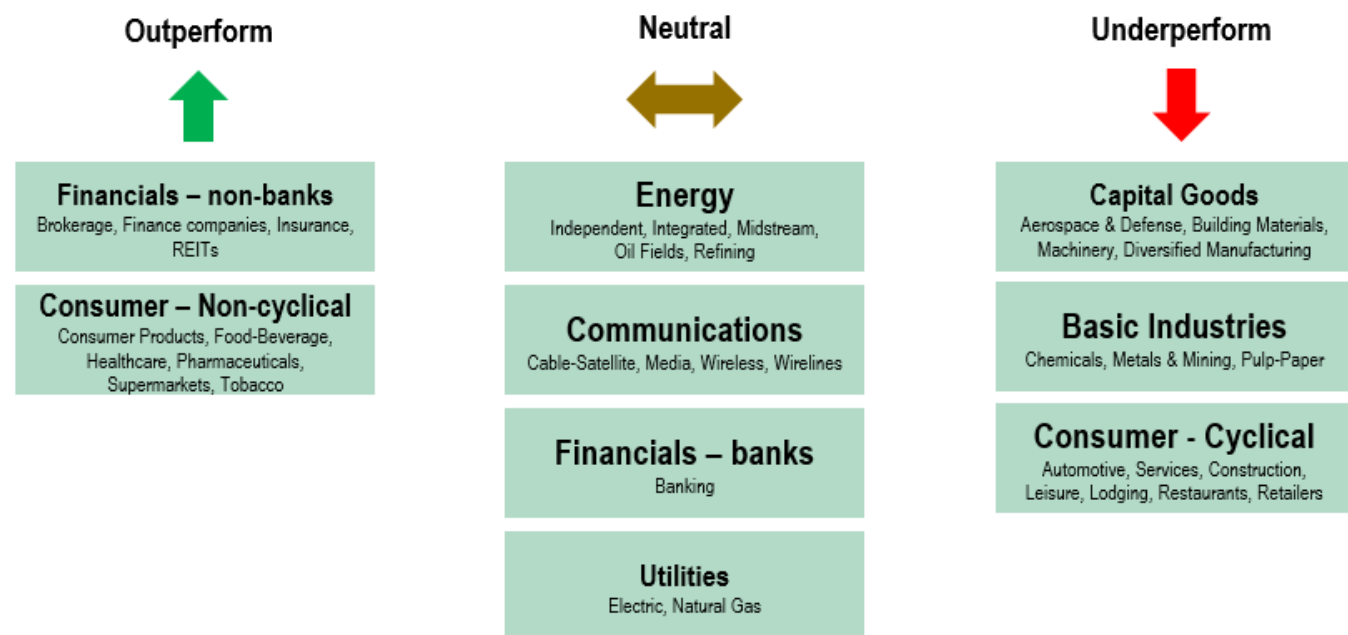 Outperform
Neutral
Underperform
Financials – non-banks
Brokerage, Finance companies, Insurance,
REITs
Consumer – Non-cyclical
Consumer Products, Food-Beverage,
Healthcare, Pharmaceuticals,
Supermarkets, Tobacco
Energy
Independent, Integrated, Midstream,
Oil Fields, Refining
Communications
Cable-Satellite, Media, Wireless, Wirelines
Financials – banks
Banking
Utilities
Electric, Natural Gas
Capital Goods
Aerospace & Defense, Building Materials,
Machinery, Diversified Manufacturing
Basic Industries
Chemicals, Metals & Mining, Pulp-Paper
Consumer - Cyclical
Automotive, Services, Construction,
Leisure, Lodging, Restaurants, Retailers